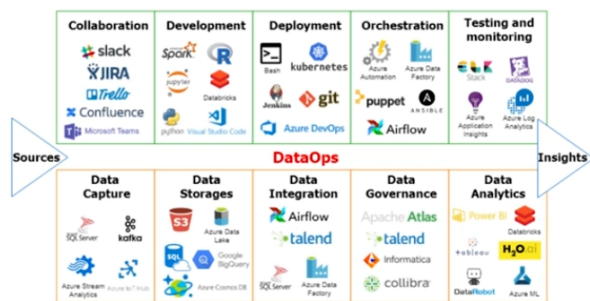 Collaboration
slack
JIRA
Trello
Confluence
Microsoft Teams
Development
Spark
R
jupyter
Databricks
python
Visual Studio Code
Deployment
Bash
kubernetes
Jenkins
git
Azure DevOps
Orchestration
Azure
Automation
Azure Data
Factory
puppet
ANSIBLE
Airflow
Testing and
monitoring
Stack
DATADOG
Azure
Application
Insights
Azure Log
Analytics
Sources
DataOps
Insights
Data
Capture
SQL Server
kafka
Azure Stream
Analytics
Azure IoT Hub
Data
Storages
S3
Azure Data
Lake
SQL
Google
BigQuery
Azure Cosmos DB
Data
Integration
Airflow
talend
SQL Server
Azure Data
Factory
Data
Governance
Apache Atlas
talend
Informatica
collibra
Data
Analytics
Power BI
Databricks
tableau
H2O.ai
DataRobot
Azure ML